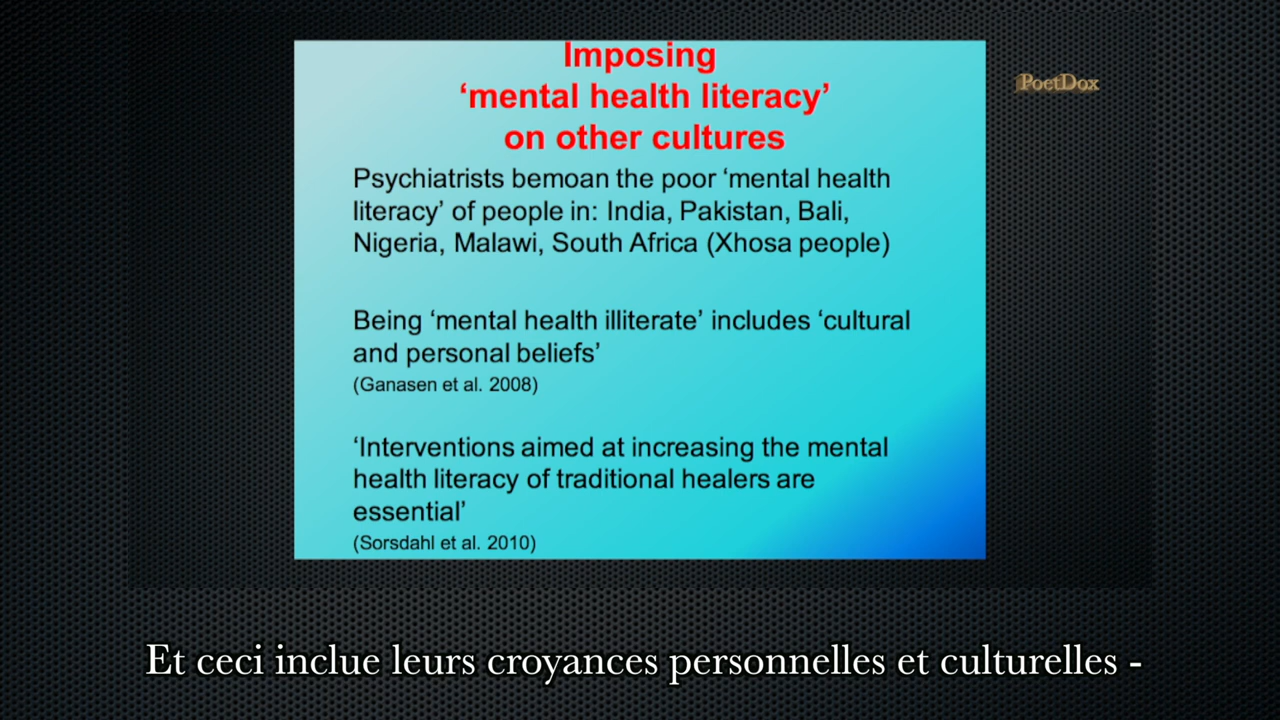 Imposing
‘mental health literacy’
on other cultures
PoetDox
Psychiatrists bemoan the poor ‘mental health
literacy’ of people in: India, Pakistan, Bali,
Nigeria, Malawi, South Africa (Xhosa people)
Being ‘mental health illiterate’ includes ‘cultural
and personal beliefs’
(Ganasen et al. 2008)
‘Interventions aimed at increasing the mental
health literacy of traditional healers are
essential’
(Sorsdahl et al. 2010)
Et ceci inclue leurs croyances personnelles et culturelles -